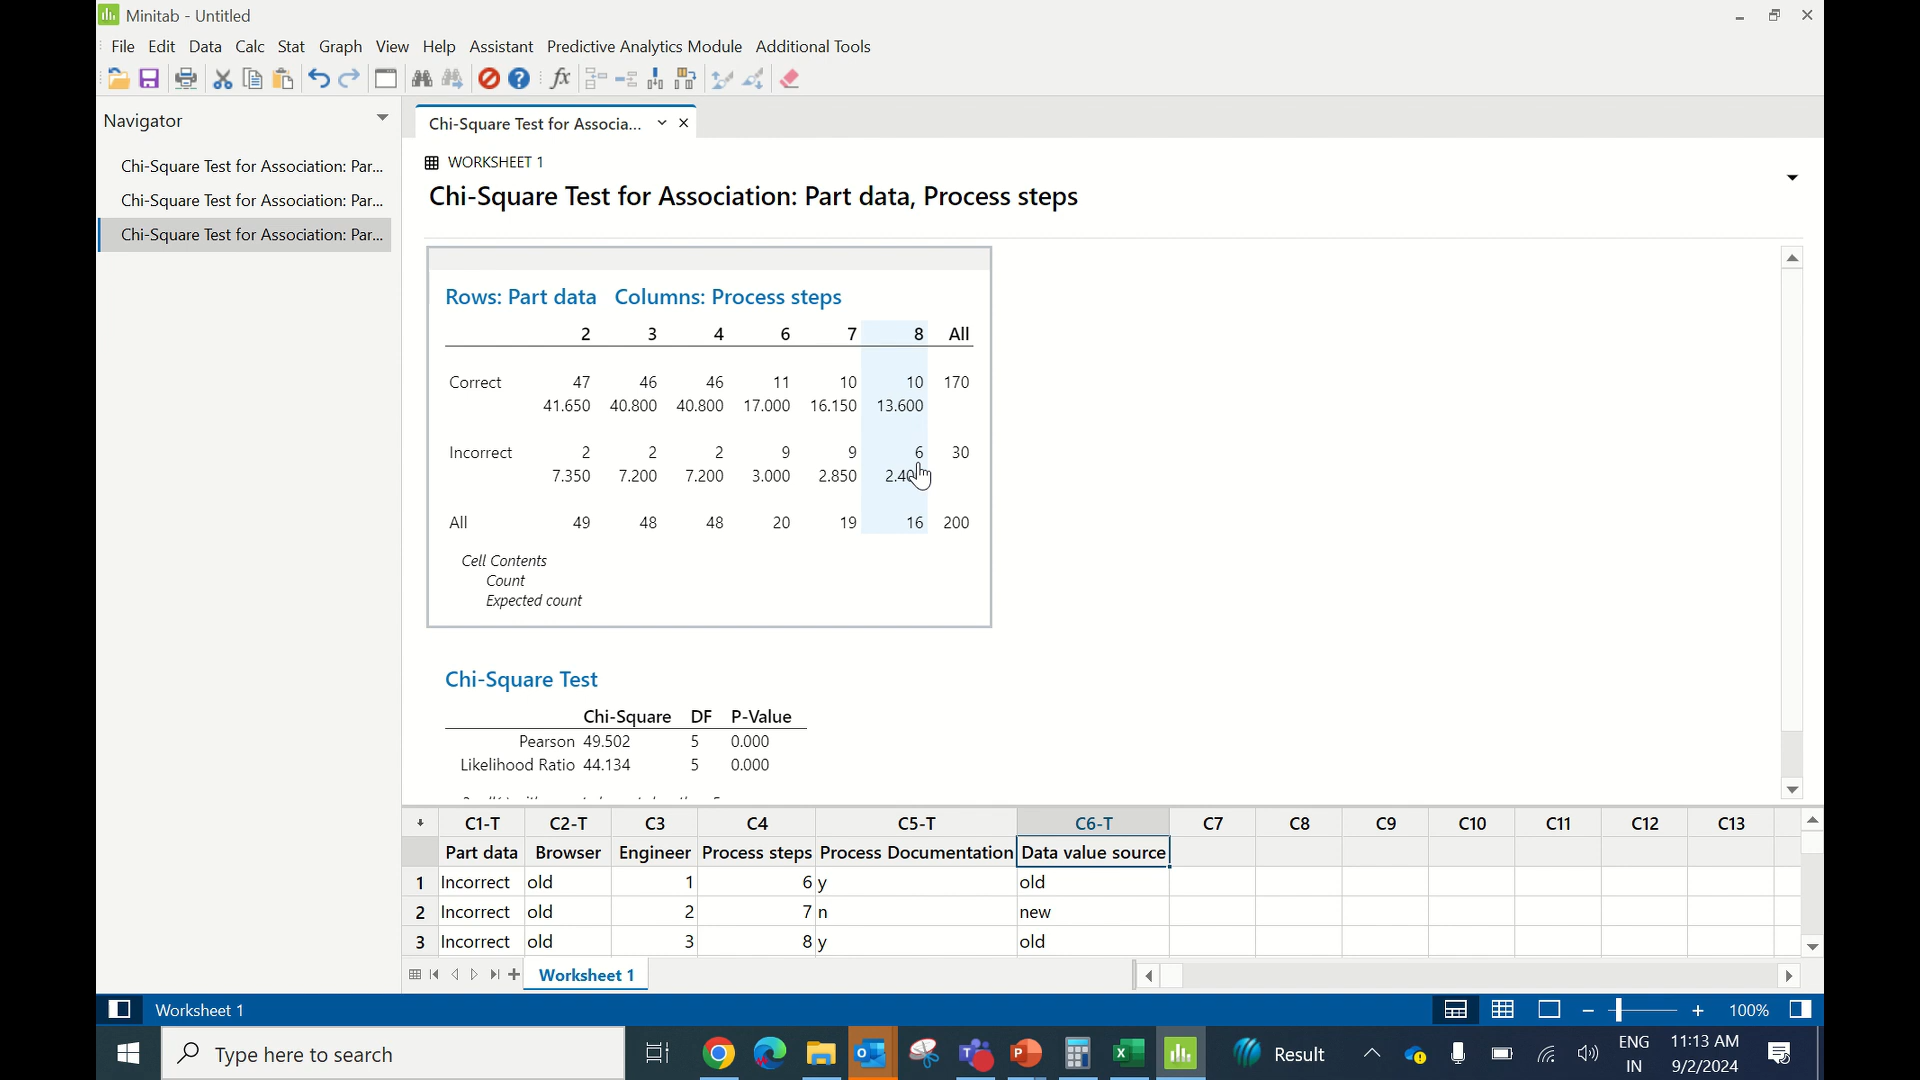 Minitab - Untitled
File Edit Data Calc Stat Graph View Help Assistant Predictive Analytics Module Additional Tools
Navigator
Chi-Square Test for Association: Par...
Chi-Square Test for Association: Par...
Chi-Square Test for Association: Par...
Chi-Square Test for Associa...
WORKSHEET 1
Chi-Square Test for Association: Part data, Process steps
Rows: Part data Columns: Process steps
2 3 4 6 7 8 All
Correct 47 46 46 11 10 10 170
41.650 40.800 40.800 17.000 16.150 13.600
Incorrect 2 2 2 9 9 6 30
7.350 7.200 7.200 3.000 2.850
All 49 48 48 20 19 16 200
Cell Contents
Count
Expected count
Chi-Square Test
Chi-Square DF P-Value
Pearson 49.502 5 0.000
Likelihood Ratio 44.134 5 0.000
C1-T C2-T C3 C4 C5-T C6-T C7 C8 C9 C10 C11 C12 C13
Part data Browser Engineer Process steps Process Documentation Data value source
1 Incorrect old 1 6 y old
2 Incorrect old 2 7 n new
3 Incorrect old 3 8 y old
Worksheet 1
Worksheet 1
100%
Type here to search
Result
ENG
IN
11:13 AM
9/2/2024